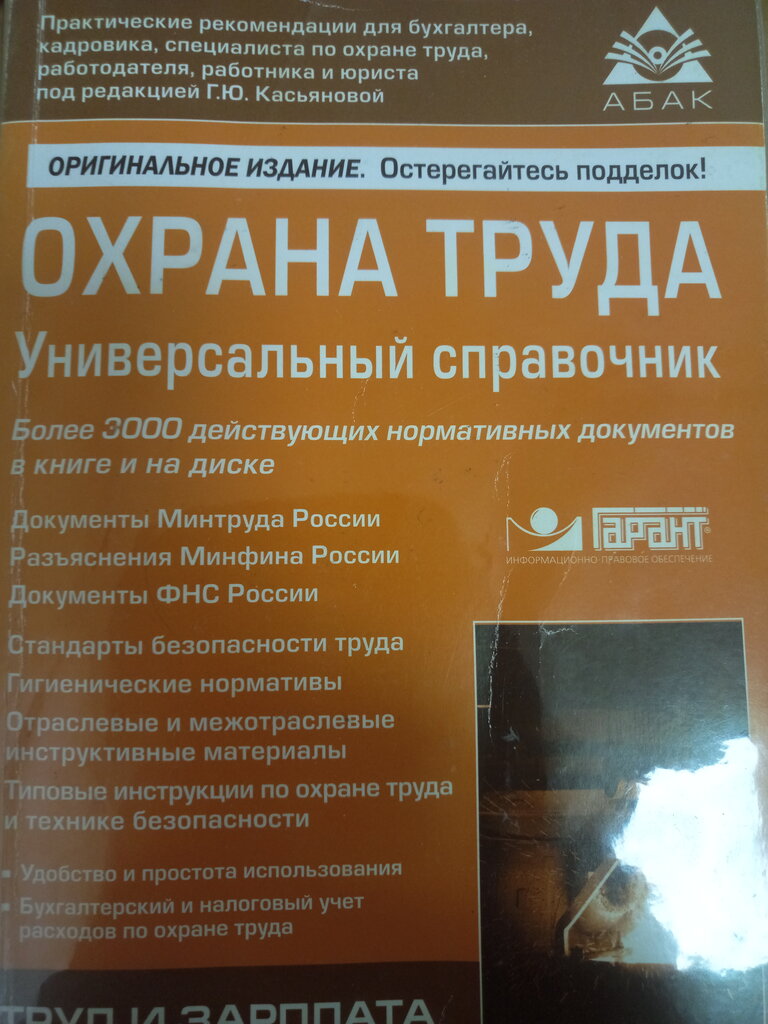 Практические рекомендации для бухгалтера,
кадровика, специалиста по охране труда,
работодателя, работника и юриста
под редакцией Г.Ю. Касьяновой
АБАК
ОРИГИНАЛЬНОЕ ИЗДАНИЕ. Остерегайтесь подделок!
ОХРАНА ТРУДА
Универсальный справочник
Более 3000 действующих нормативных документов
в книге и на диске
Документы Минтруда России
Разъяснения Минфина России
Документы ФНС России
ГАРАНТ®
ИНФОРМАЦИОННО-ПРАВОВОЕ ОБЕСПЕЧЕНИЕ
Стандарты безопасности труда
Гигиенические нормативы
Отраслевые и межотраслевые
инструктивные материалы
Типовые инструкции по охране труда
и технике безопасности
▪ Удобство и простота использования
▪ Бухгалтерский и налоговый учет
расходов по охране труда
ТРУД И ЗАРПЛАТА